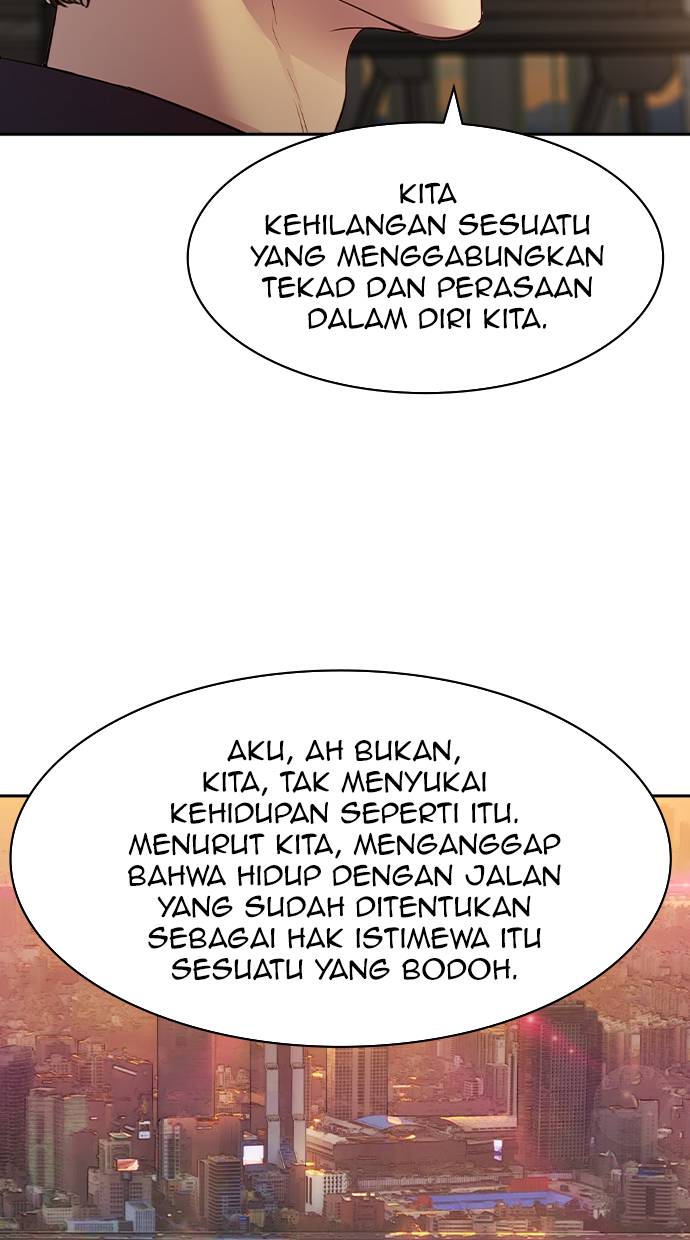 KITA
KEHILANGAN SESUATU
YANG MENGGABUNGKAN
TEKAD DAN PERASAAN
DALAM DIRI KITA.
AKU, AH BUKAN,
KITA, TAK MENYUKAI
KEHIDUPAN SEPERTI ITU.
MENURUT KITA, MENGANGGAP
BAHWA HIDUP DENGAN JALAN
YANG SUDAH DITENTUKAN
SEBAGAI HAK ISTIMEWA ITU
SESUATU YANG BODOH.